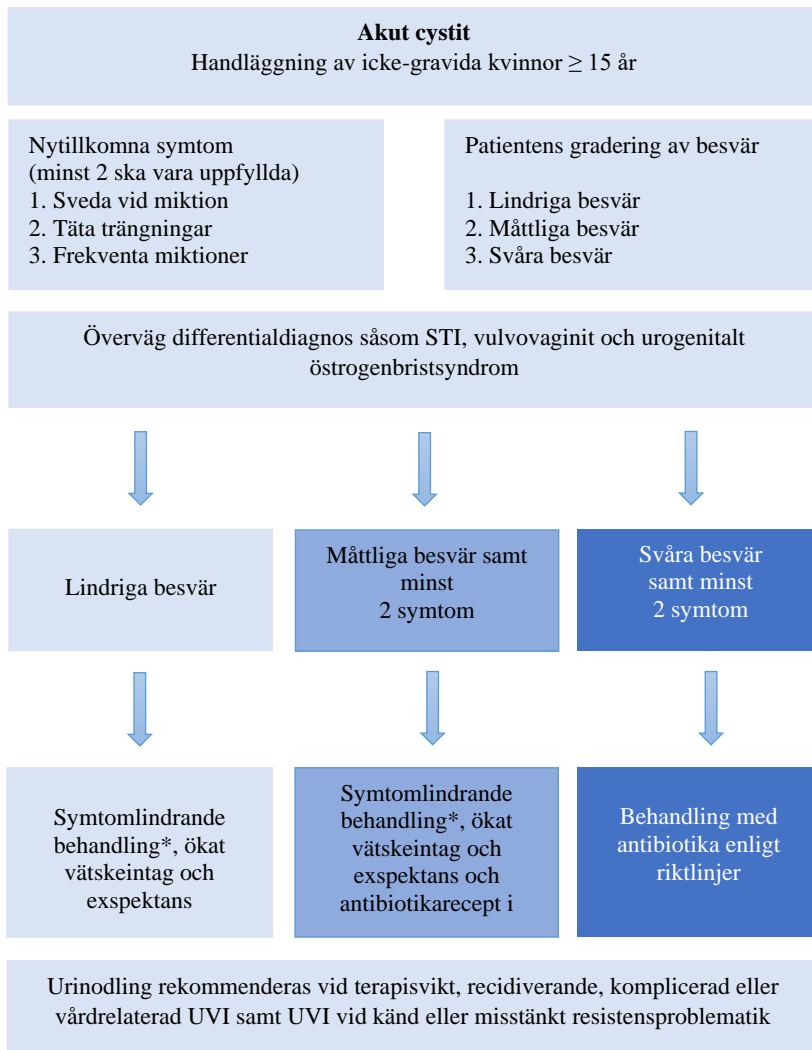 Akut cystit
Handläggning av icke-gravida kvinnor ≥ 15 år
Nytillkomna symtom
(minst 2 ska vara uppfyllda)
1. Sveda vid miktion
2. Täta trängningar
3. Frekventa miktioner
Patientens gradering av besvär
1. Lindriga besvär
2. Måttliga besvär
3. Svåra besvär
Överväg differentialdiagnos såsom STI, vulvovaginit och urogenitalt
östrogenbristsyndrom
Lindriga besvär
Måttliga besvär samt
minst
2 symtom
Svåra besvär
samt minst
2 symtom
Symtomlindrande
behandling*, ökat
vätskeintag och
exspektans
Symtomlindrande
behandling*, ökat
vätskeintag och
exspektans och
antibiotikarecept i
Behandling med
antibiotika enligt
riktlinjer
Urinodling rekommenderas vid terapisvikt, recidiverande, komplicerad eller
vårdrelaterad UVI samt UVI vid känd eller misstänkt resistensproblematik